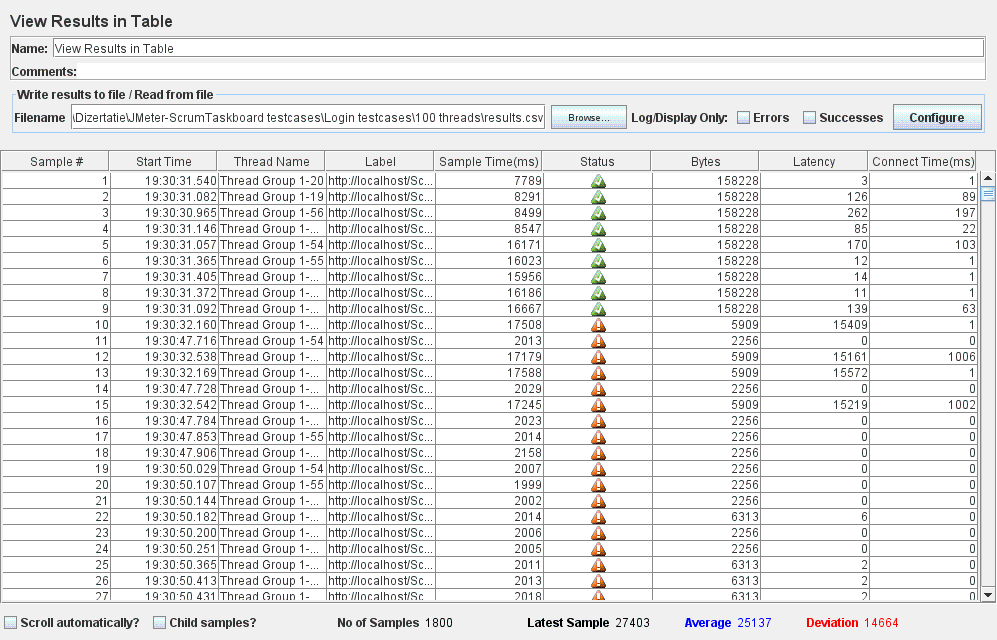 View Results in Table
Name: View Results in Table
Comments:
Write results to file / Read from file
Filename \Dizertatie\JMeter-ScrumTaskboard testcases\Login testcases\100 threads\results.csv Browse... Log/Display Only: Errors Successes Configure
Sample # Start Time Thread Name Label Sample Time(ms) Status Bytes Latency Connect Time(ms)
1 19:30:31.540 Thread Group 1-20 http://localhost/Sc... 7789 158228 3 1
2 19:30:31.082 Thread Group 1-19 http://localhost/Sc... 8291 158228 126 89
3 19:30:30.965 Thread Group 1-56 http://localhost/Sc... 8499 158228 262 197
4 19:30:31.146 Thread Group 1-... http://localhost/Sc... 8547 158228 85 22
5 19:30:31.057 Thread Group 1-54 http://localhost/Sc... 16171 158228 170 103
6 19:30:31.365 Thread Group 1-55 http://localhost/Sc... 16023 158228 12 1
7 19:30:31.405 Thread Group 1-... http://localhost/Sc... 15956 158228 14 1
8 19:30:31.372 Thread Group 1-... http://localhost/Sc... 16186 158228 11 1
9 19:30:31.092 Thread Group 1-... http://localhost/Sc... 16667 158228 139 63
10 19:30:32.160 Thread Group 1-... http://localhost/Sc... 17508 5909 15409 1
11 19:30:47.716 Thread Group 1-54 http://localhost/Sc... 2013 2256 0 0
12 19:30:32.538 Thread Group 1-... http://localhost/Sc... 17179 5909 15161 1006
13 19:30:32.169 Thread Group 1-... http://localhost/Sc... 17588 5909 15572 1
14 19:30:47.728 Thread Group 1-... http://localhost/Sc... 2029 2256 0 0
15 19:30:32.542 Thread Group 1-... http://localhost/Sc... 17245 5909 15219 1002
16 19:30:47.784 Thread Group 1-... http://localhost/Sc... 2023 2256 0 0
17 19:30:47.853 Thread Group 1-55 http://localhost/Sc... 2014 2256 0 0
18 19:30:47.906 Thread Group 1-... http://localhost/Sc... 2158 2256 0 0
19 19:30:50.029 Thread Group 1-54 http://localhost/Sc... 2007 2256 0 0
20 19:30:50.107 Thread Group 1-55 http://localhost/Sc... 1999 2256 0 0
21 19:30:50.144 Thread Group 1-... http://localhost/Sc... 2002 2256 0 0
22 19:30:50.182 Thread Group 1-... http://localhost/Sc... 2014 6313 6 0
23 19:30:50.200 Thread Group 1-... http://localhost/Sc... 2006 2256 0 0
24 19:30:50.251 Thread Group 1-... http://localhost/Sc... 2005 2256 0 0
25 19:30:50.365 Thread Group 1-... http://localhost/Sc... 2011 6313 2 0
26 19:30:50.413 Thread Group 1-... http://localhost/Sc... 2013 6313 2 0
27 19:30:50.431 Thread Group 1-... http://localhost/Sc... 2018 6313 2 0
Scroll automatically? Child samples? No of Samples 1800 Latest Sample 27403 Average 25137 Deviation 14664